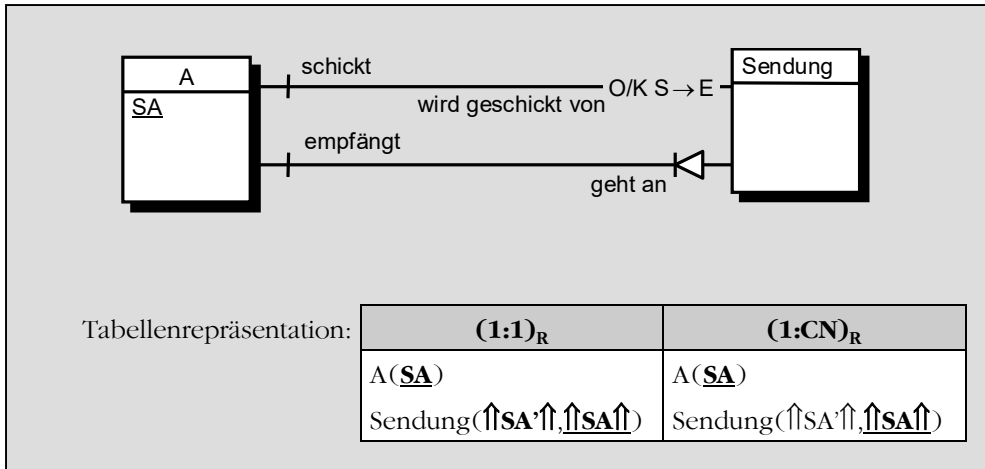 A
SA
schickt
wird geschickt von
O/K S→E
Sendung
empfängt
geht an
Tabellenrepräsentation:
(1:1)R (1:CN)R
A(SA) A(SA)
Sendung(⇑SA’⇑,⇑SA⇑) Sendung(⇑SA’⇑,⇑SA⇑)